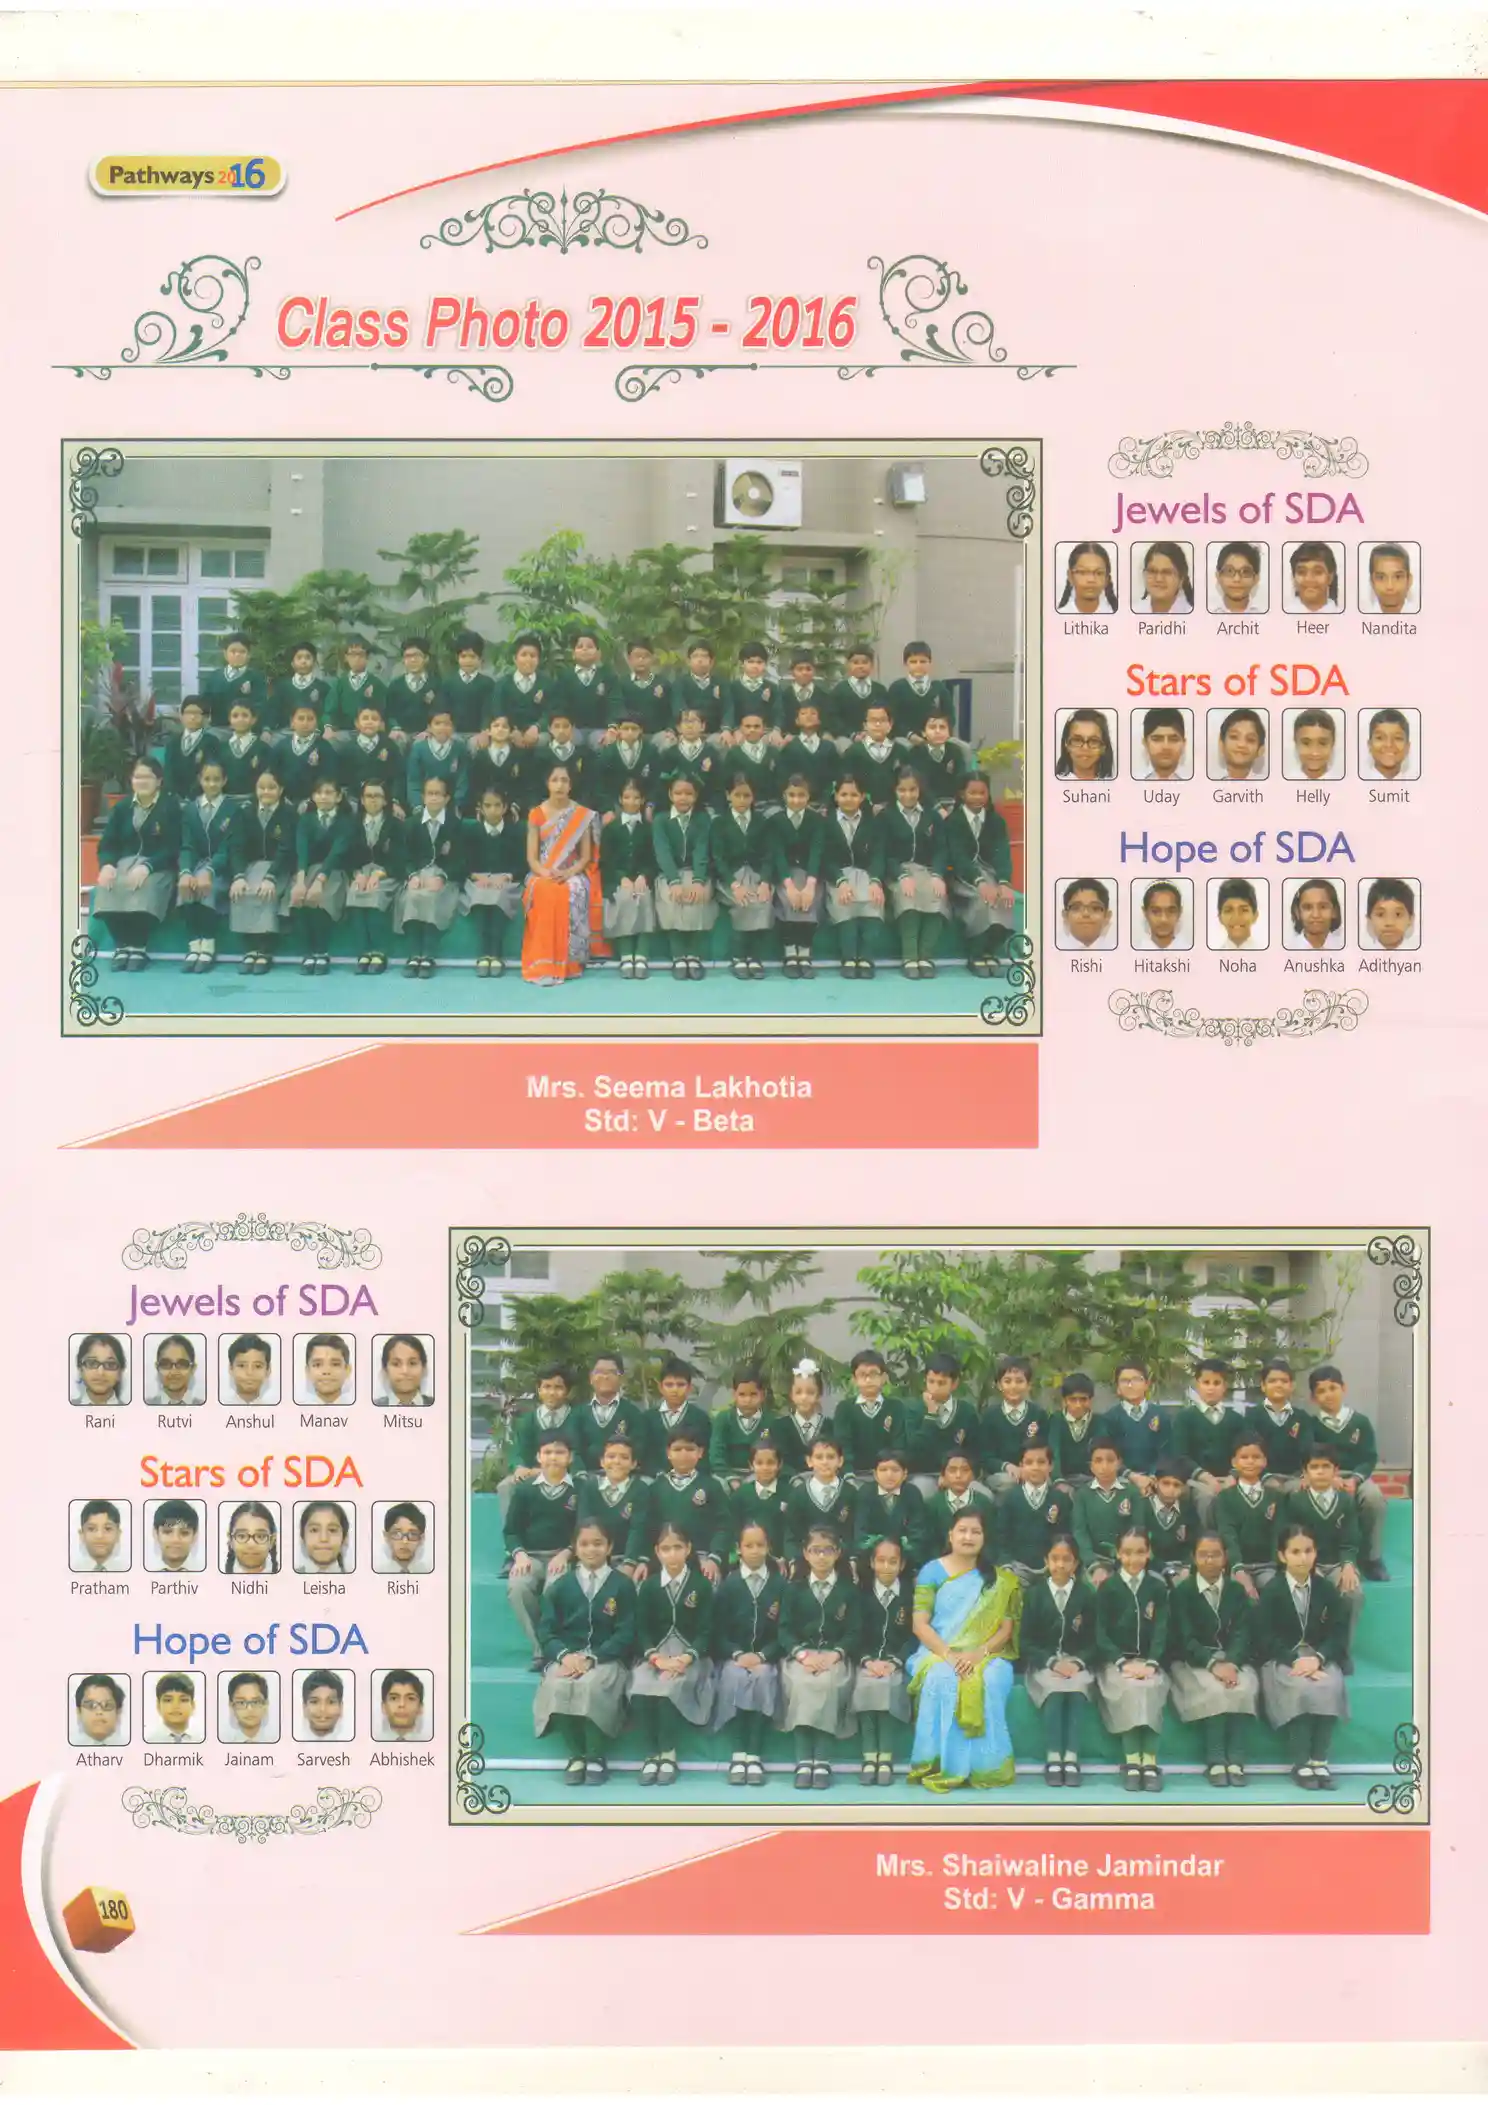 Pathways 2016
Class Photo 2015 - 2016
Jewels of SDA
Lithika Paridhi Archit Heer Nandita
Stars of SDA
Suhani Uday Garvith Helly Sumit
Hope of SDA
Rishi Hitakshi Noha Anushka Adithyan
Mrs. Seema Lakhotia
Std: V - Beta
Jewels of SDA
Rani Rutvi Anshul Manav Mitsu
Stars of SDA
Pratham Parthiv Nidhi Leisha Rishi
Hope of SDA
Atharv Dharmik Jainam Sarvesh Abhishek
Mrs. Shaiwaline Jamindar
Std: V - Gamma
180